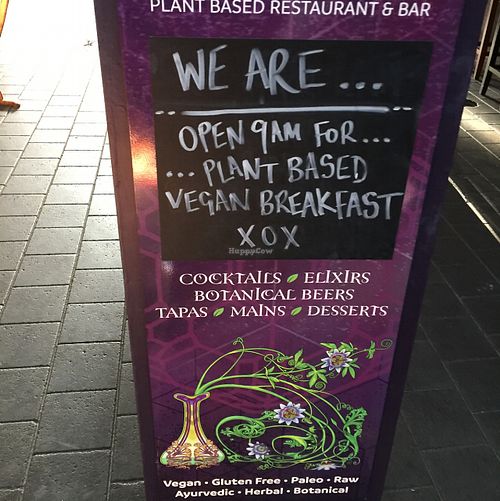 PLANT BASED RESTAURANT & BAR
WE ARE...
OPEN 9AM FOR...
...PLANT BASED
VEGAN BREAKFAST
XOX
HappyCow
COCKTAILS ELIXIRS
BOTANICAL BEERS
TAPAS MAINS DESSERTS
Vegan • Gluten Free • Paleo • Raw
Ayurvedic • Herbal • Botanical